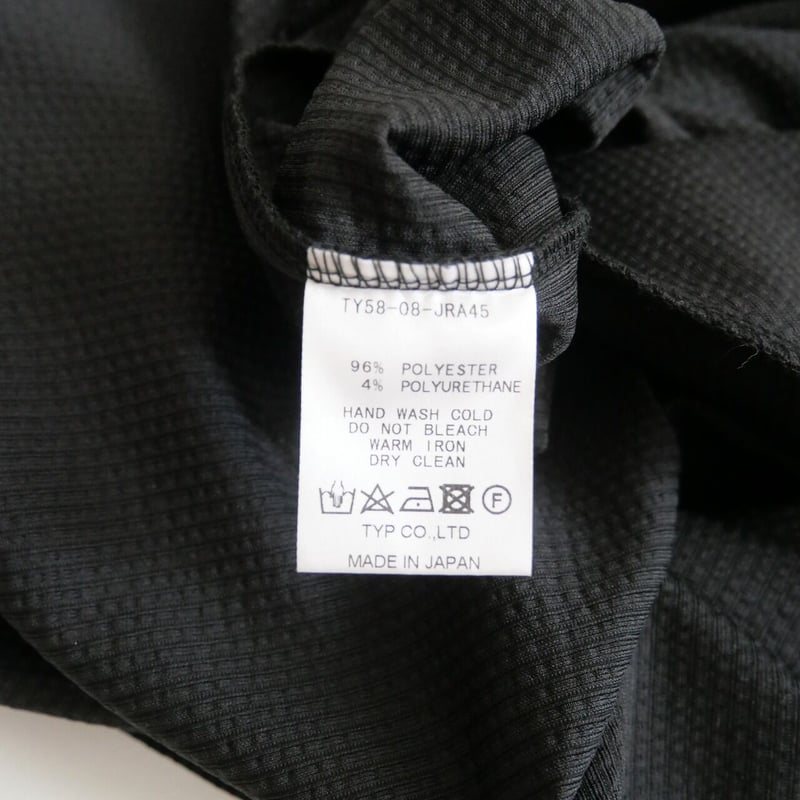 TY58-08-JRA45
96% POLYESTER
4% POLYURETHANE
HAND WASH COLD
DO NOT BLEACH
WARM IRON
DRY CLEAN
F
TYP CO.,LTD
MADE IN JAPAN